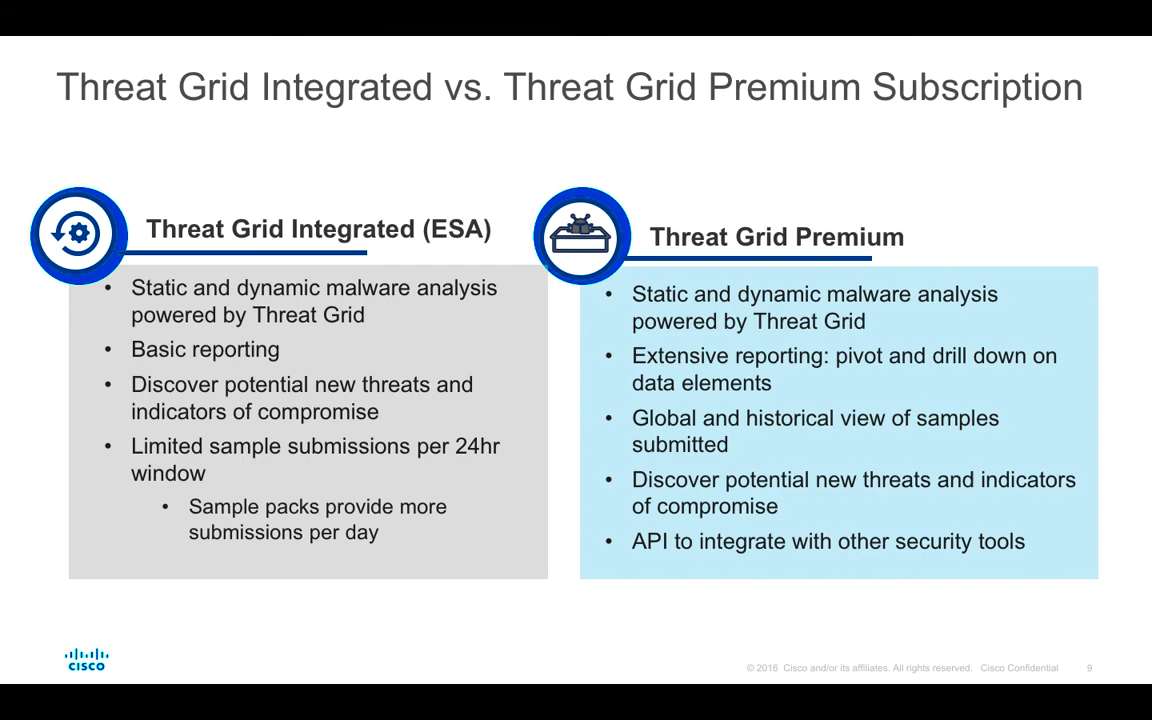 Threat Grid Integrated vs. Threat Grid Premium Subscription
Threat Grid Integrated (ESA)
• Static and dynamic malware analysis
powered by Threat Grid
• Basic reporting
• Discover potential new threats and
indicators of compromise
• Limited sample submissions per 24hr
window
• Sample packs provide more
submissions per day
Threat Grid Premium
• Static and dynamic malware analysis
powered by Threat Grid
• Extensive reporting: pivot and drill down on
data elements
• Global and historical view of samples
submitted
• Discover potential new threats and indicators
of compromise
• API to integrate with other security tools
CISCO
© 2016 Cisco and/or its affiliates. All rights reserved. Cisco Confidential 9